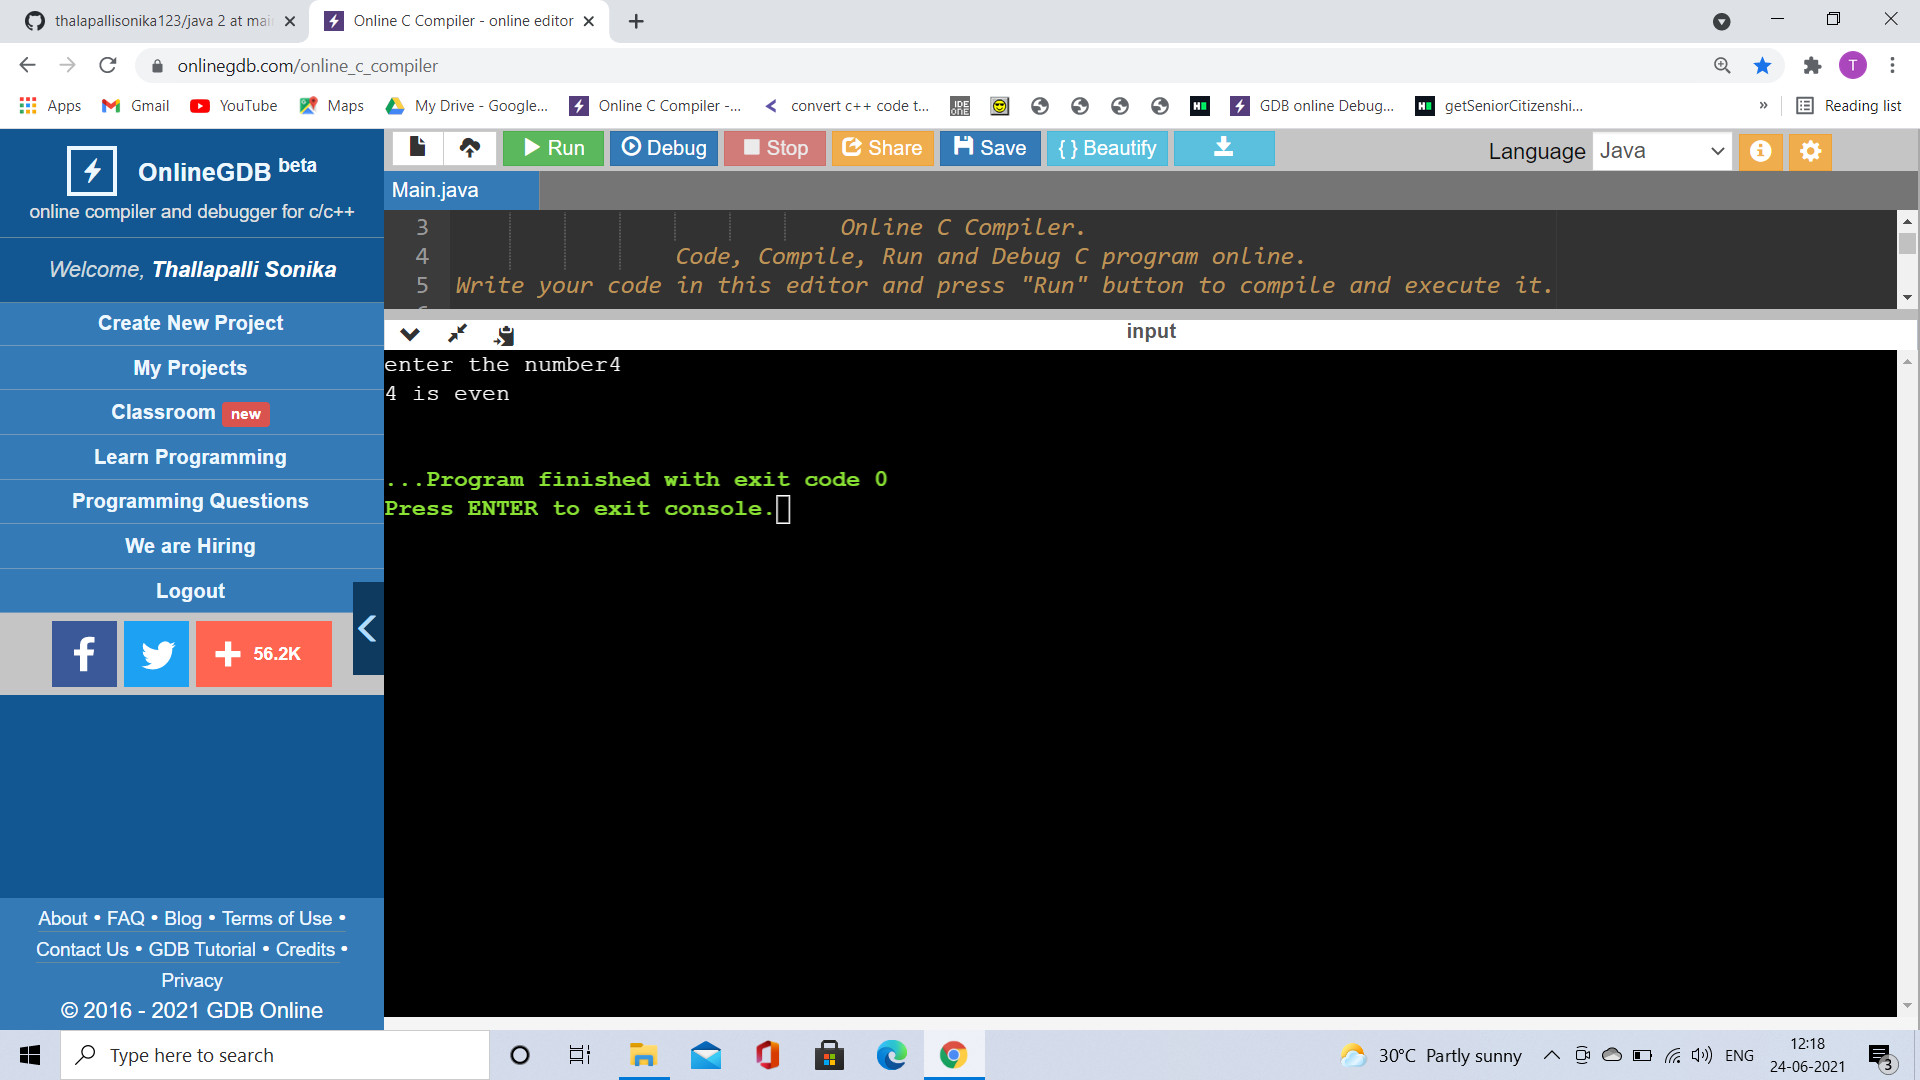 thalapallisonika123/java 2 at mai
Online C Compiler - online editor
onlinegdb.com/online_c_compiler
T
Apps
Gmail
YouTube
Maps
My Drive - Google...
Online C Compiler -...
convert c++ code t...
GDB online Debug...
getSeniorCitizenshi...
»
Reading list
OnlineGDB beta
online compiler and debugger for c/c++
Welcome, Thallapalli Sonika
Create New Project
My Projects
Classroom new
Learn Programming
Programming Questions
We are Hiring
Logout
56.2K
About • FAQ • Blog • Terms of Use •
Contact Us • GDB Tutorial • Credits •
Privacy
© 2016 - 2021 GDB Online
Run
Debug
Stop
Share
Save
{ } Beautify
Language Java
Main.java
3 Online C Compiler.
4 Code, Compile, Run and Debug C program online.
5 Write your code in this editor and press "Run" button to compile and execute it.
input
enter the number4
4 is even
...Program finished with exit code 0
Press ENTER to exit console.
Type here to search
30°C Partly sunny
ENG
12:18
24-06-2021
3